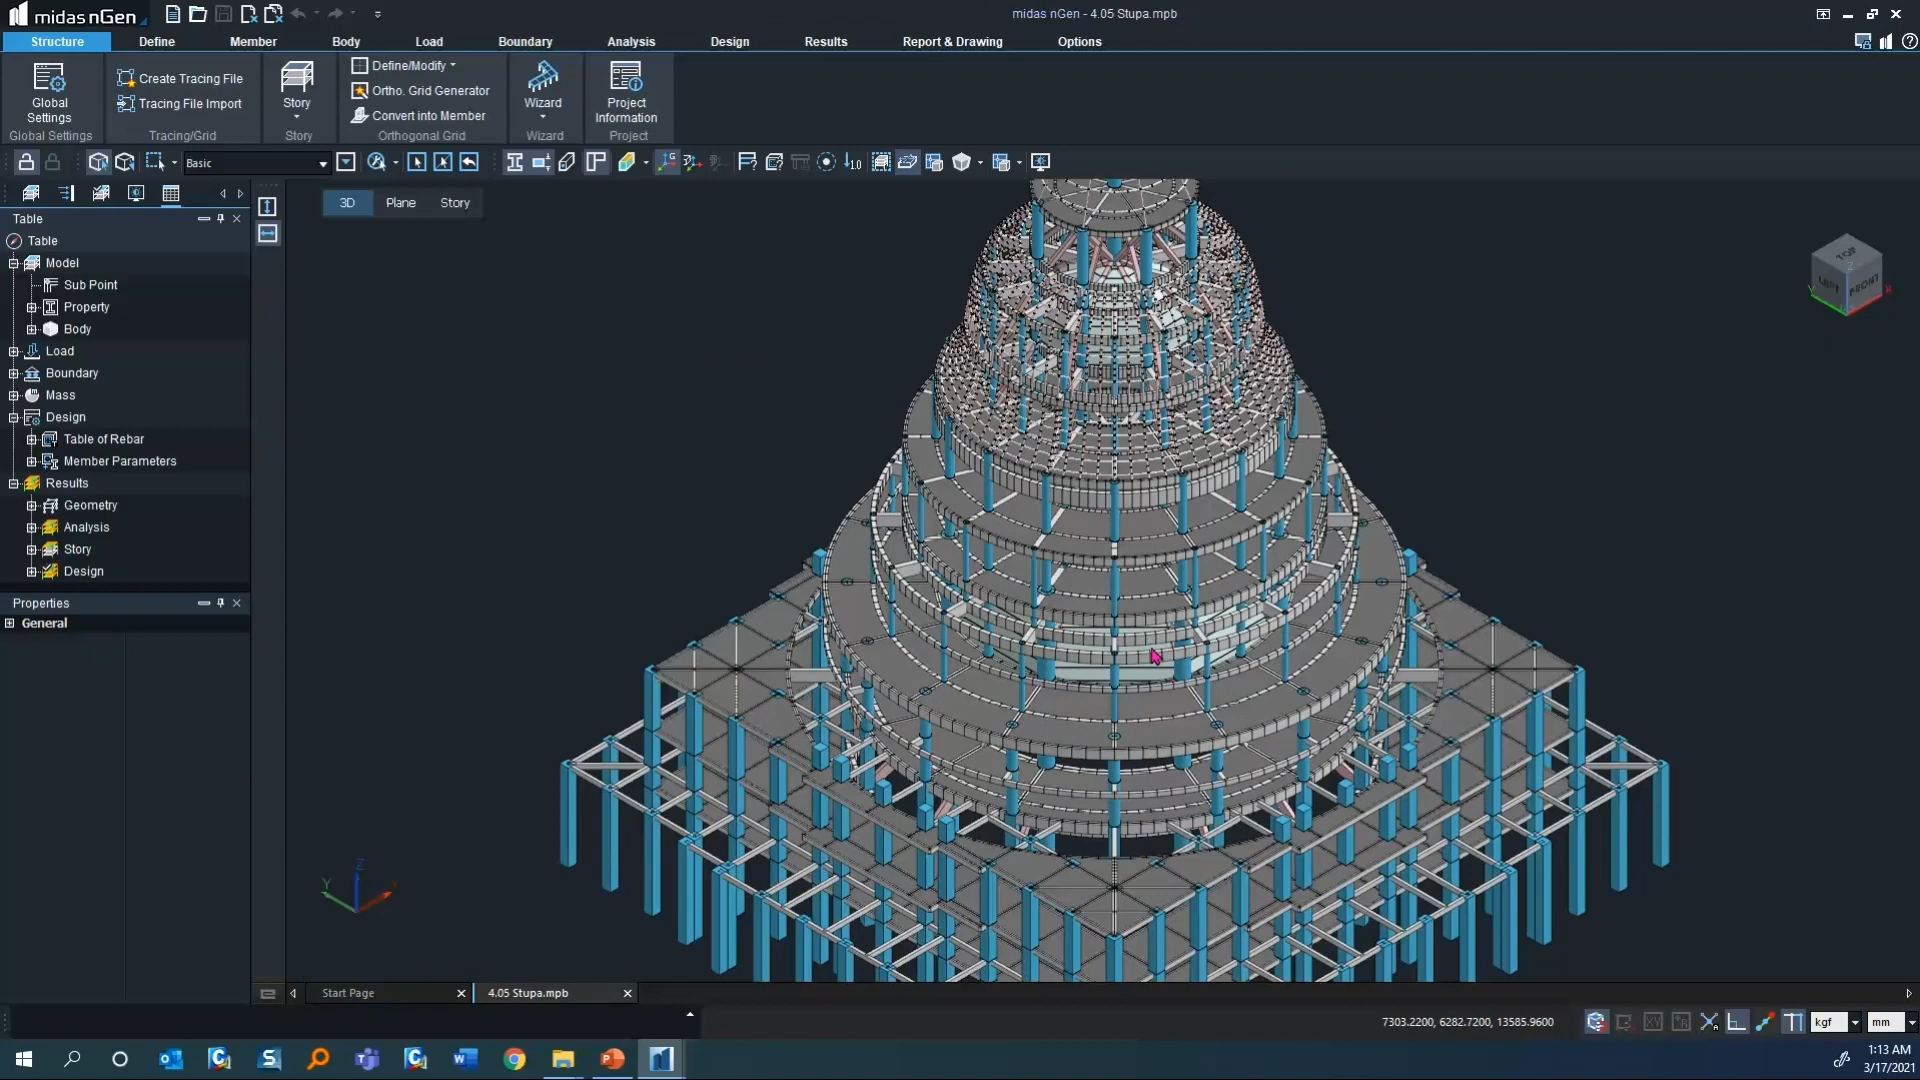 midas nGen
midas nGen - 4.05 Stupa.mpb
Structure
Define
Member
Body
Load
Boundary
Analysis
Design
Results
Report & Drawing
Options
Global
Settings
Global Settings
Create Tracing File
Tracing File Import
Tracing/Grid
Story
Story
Define/Modify
Ortho. Grid Generator
Convert into Member
Orthogonal Grid
Wizard
Wizard
Project
Information
Project
Basic
1.0
3D
Plane
Story
Table
Table
Model
Sub Point
Property
Body
Load
Boundary
Mass
Design
Table of Rebar
Member Parameters
Results
Geometry
Analysis
Story
Design
Properties
General
TOP
LEFT
FRONT
Z
Y
X
Z
Y
Start Page
4.05 Stupa.mpb
7303.2200, 6282.7200, 13585.9600
kgf
mm
1:13 AM
3/17/2021